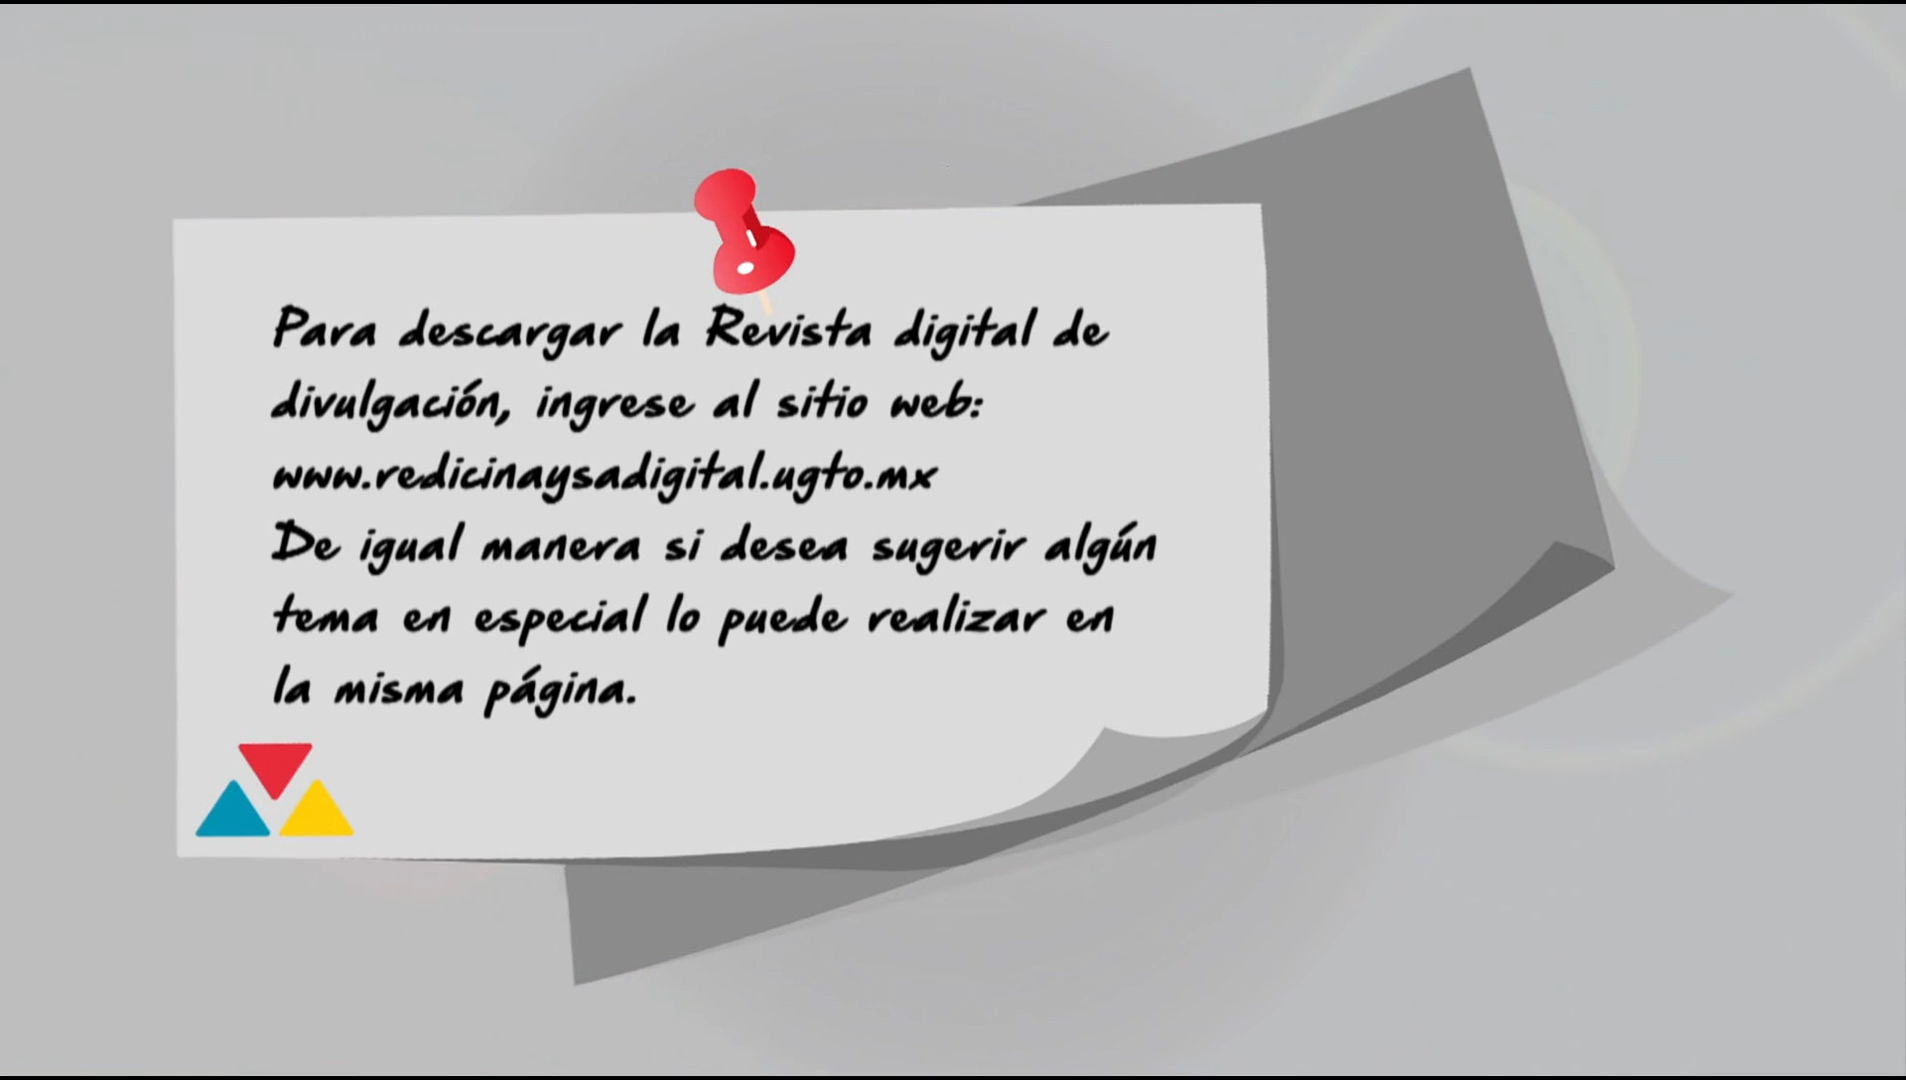 Para descargar la Revista digital de
divulgación, ingrese al sitio web:
www.redicinaysadigital.ugto.mx
De igual manera si desea sugerir algún
tema en especial lo puede realizar en
la misma página.